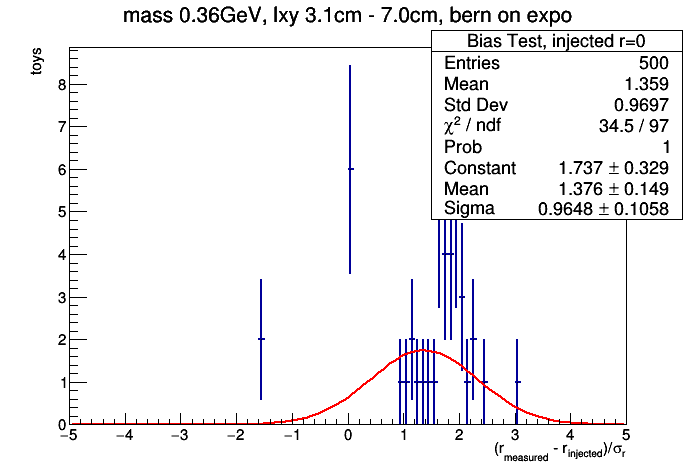 mass 0.36GeV, lxy 3.1cm - 7.0cm, bern on expo
Bias Test, injected r=0
Entries 500
Mean 1.359
Std Dev 0.9697
χ² / ndf 34.5 / 97
Prob 1
Constant 1.737 ± 0.329
Mean 1.376 ± 0.149
Sigma 0.9648 ± 0.1058
toys
8
7
6
5
4
3
2
1
0
−5 −4 −3 −2 −1 0 1 2 3 4 5
(r_measured - r_injected)/σ_r